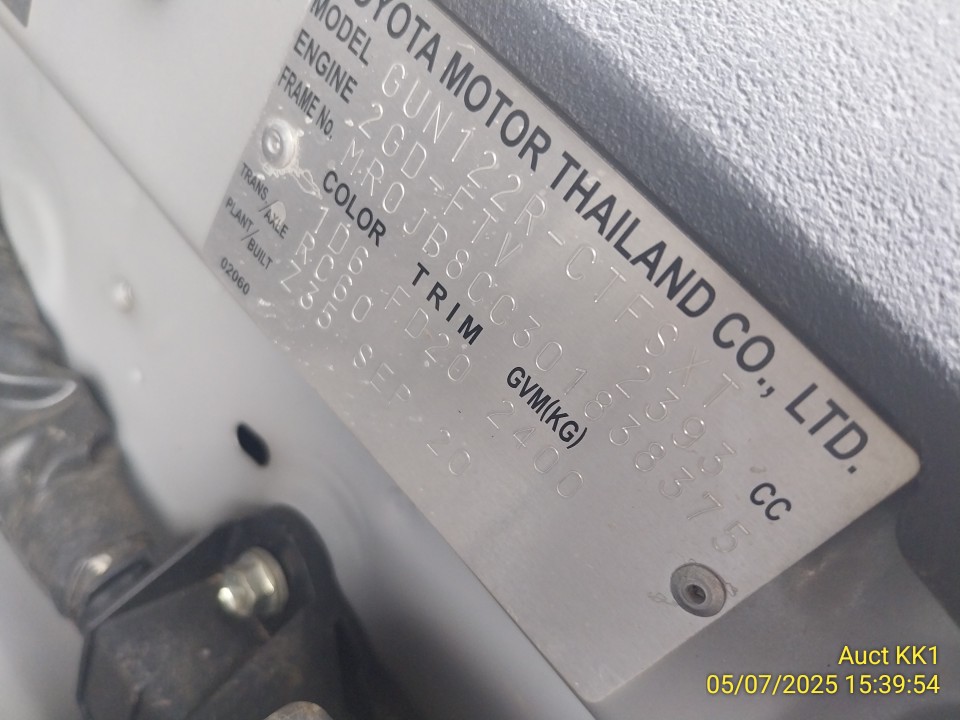 TOYOTA MOTOR THAILAND CO., LTD.
MODEL GUN122R-CTFSXT
ENGINE 2GD-FTV 2393 CC
FRAME No. MR0JB8CC301838575
COLOR TRIM GVM(KG)
1D6 FD20 2400
TRANS/AXLE RC60
PLANT/BUILT Z35 SEP 20
02060
Auct KK1
05/07/2025 15:39:54